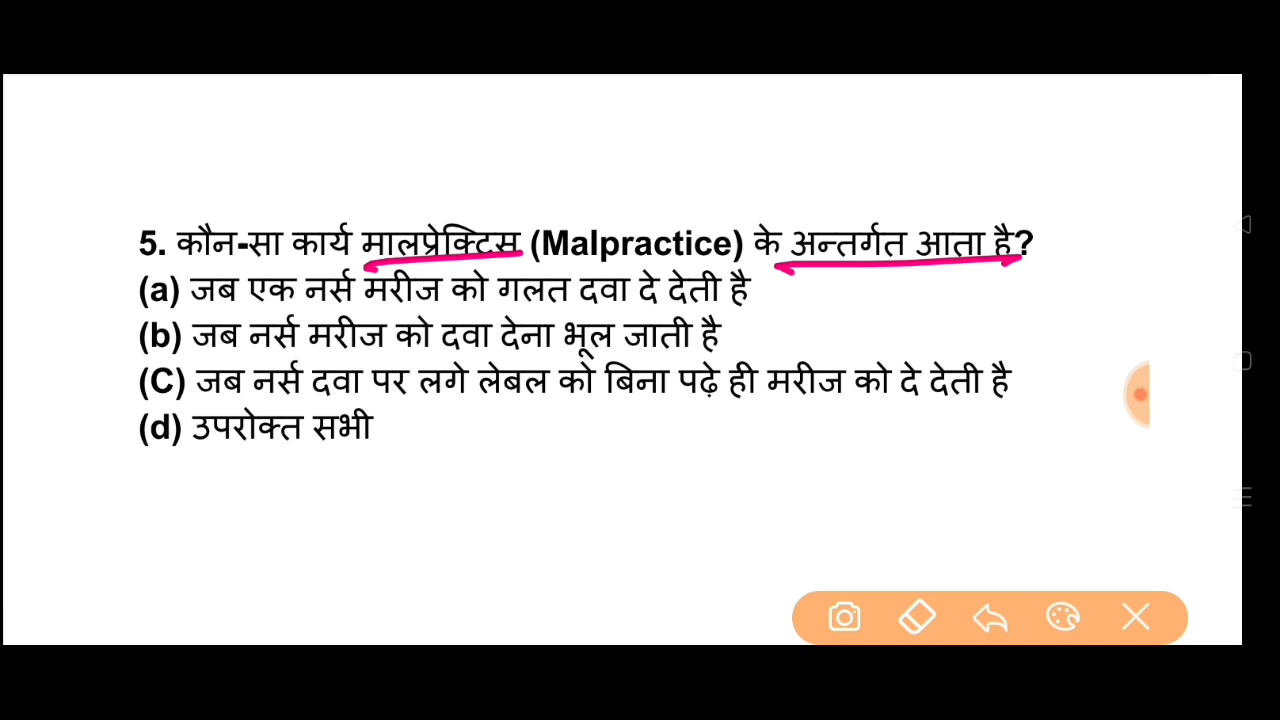 5. कौन-सा कार्य मालप्रेक्टिस (Malpractice) के अन्तर्गत आता है?
(a) जब एक नर्स मरीज को गलत दवा दे देती है
(b) जब नर्स मरीज को दवा देना भूल जाती है
(C) जब नर्स दवा पर लगे लेबल को बिना पढ़े ही मरीज को दे देती है
(d) उपरोक्त सभी